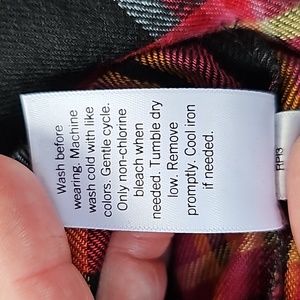 Wash before
wearing. Machine
wash cold with like
colors. Gentle cycle.
Only non-chlorine
bleach when
needed. Tumble dry
low. Remove
promptly. Cool iron
if needed.
RP13